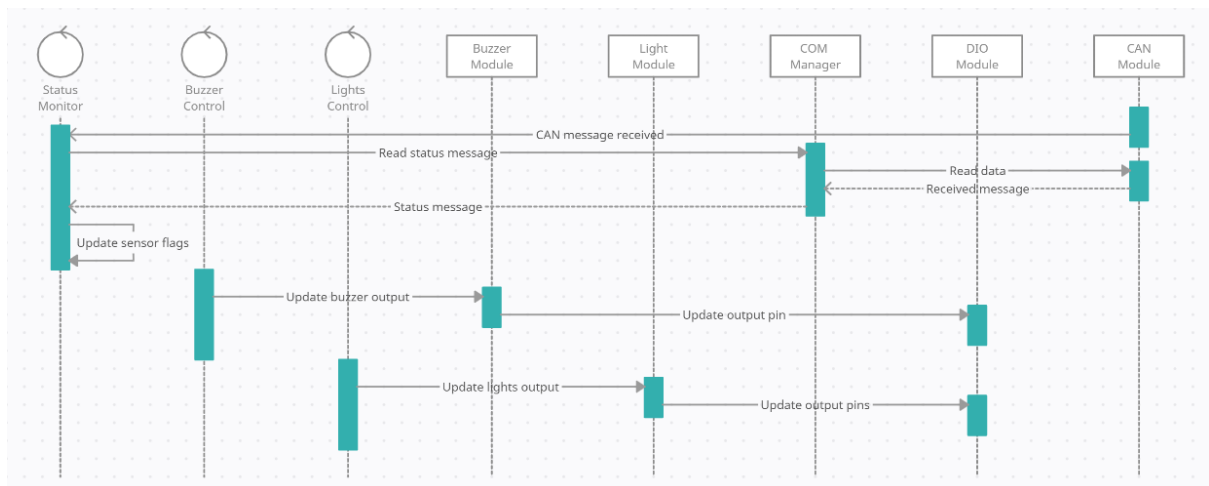 Buzzer
Module
Light
Module
COM
Manager
DIO
Module
CAN
Module
Status
Monitor
Buzzer
Control
Lights
Control
CAN message received
Read status message
Read data
Received message
Status message
Update sensor flags
Update buzzer output
Update output pin
Update lights output
Update output pins